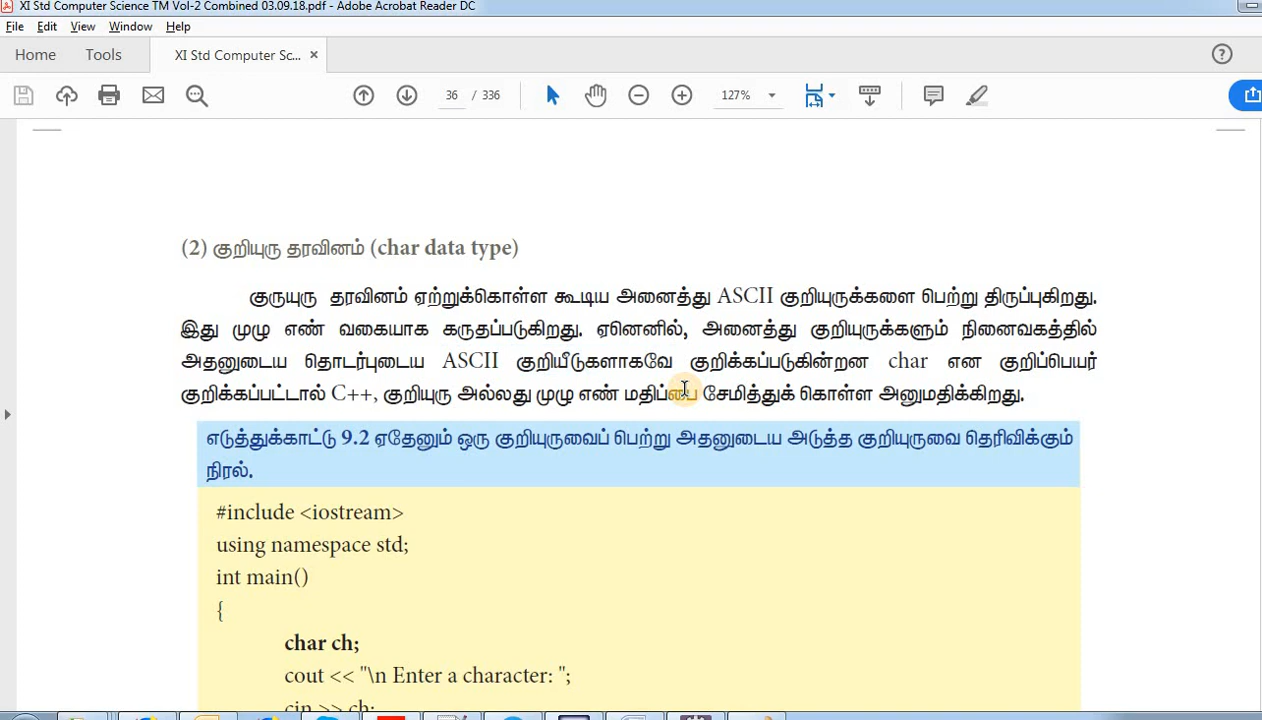 XI Std Computer Science TM Vol-2 Combined 03.09.18.pdf - Adobe Acrobat Reader DC
File Edit View Window Help
Home Tools XI Std Computer Sc... ×
36 / 336 127%
(2) குறியுரு தரவினம் (char data type)
குருயுரு தரவினம் ஏற்றுக்கொள்ள கூடிய அனைத்து ASCII குறியுருக்களை பெற்று திருப்புகிறது.
இது முழு எண் வகையாக கருதப்படுகிறது. ஏனெனில், அனைத்து குறியுருக்களும் நினைவகத்தில்
அதனுடைய தொடர்புடைய ASCII குறியீடுகளாகவே குறிக்கப்படுகின்றன char என குறிப்பெயர்
குறிக்கப்பட்டால் C++, குறியுரு அல்லது முழு எண் மதிப்பை சேமித்துக் கொள்ள அனுமதிக்கிறது.
எடுத்துக்காட்டு 9.2 ஏதேனும் ஒரு குறியுருவைப் பெற்று அதனுடைய அடுத்த குறியுருவை தெரிவிக்கும்
நிரல்.
#include <iostream>
using namespace std;
int main()
{
char ch;
cout << "\n Enter a character: ";
cin >> ch;